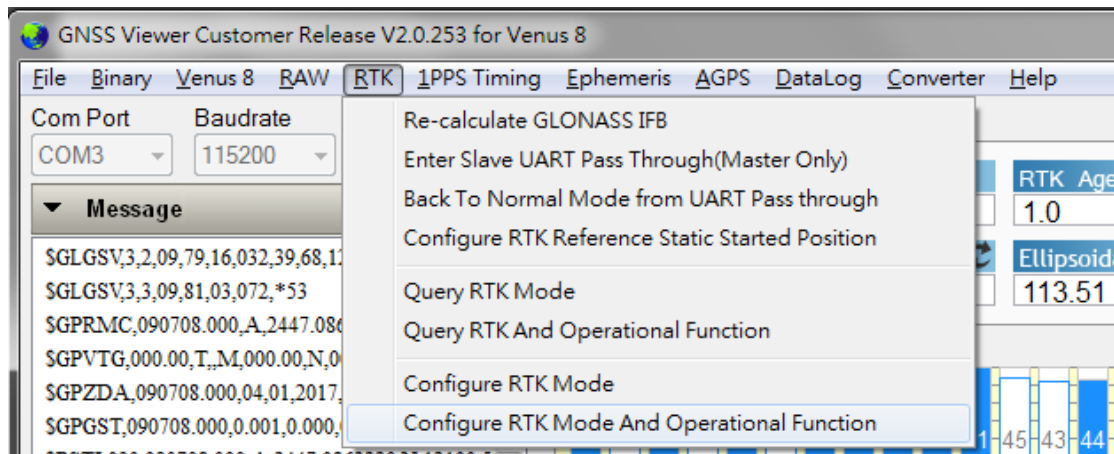 GNSS Viewer Customer Release V2.0.253 for Venus 8
File Binary Venus 8 RAW RTK 1PPS Timing Ephemeris AGPS DataLog Converter Help
Com Port Baudrate
COM3 115200
Message
$GLGSV,3,2,09,79,16,032,39,68,12
$GLGSV,3,3,09,81,03,072,*53
$GPRMC,090708.000,A,2447.086
$GPVTG,000.00,T,,M,000.00,N,0
$GPZDA,090708.000,04,01,2017,
$GPGST,090708.000,0.001,0.000,
Re-calculate GLONASS IFB
Enter Slave UART Pass Through(Master Only)
Back To Normal Mode from UART Pass through
Configure RTK Reference Static Started Position
Query RTK Mode
Query RTK And Operational Function
Configure RTK Mode
Configure RTK Mode And Operational Function
RTK Age
1.0
Ellipsoida
113.51
1 45 43 44